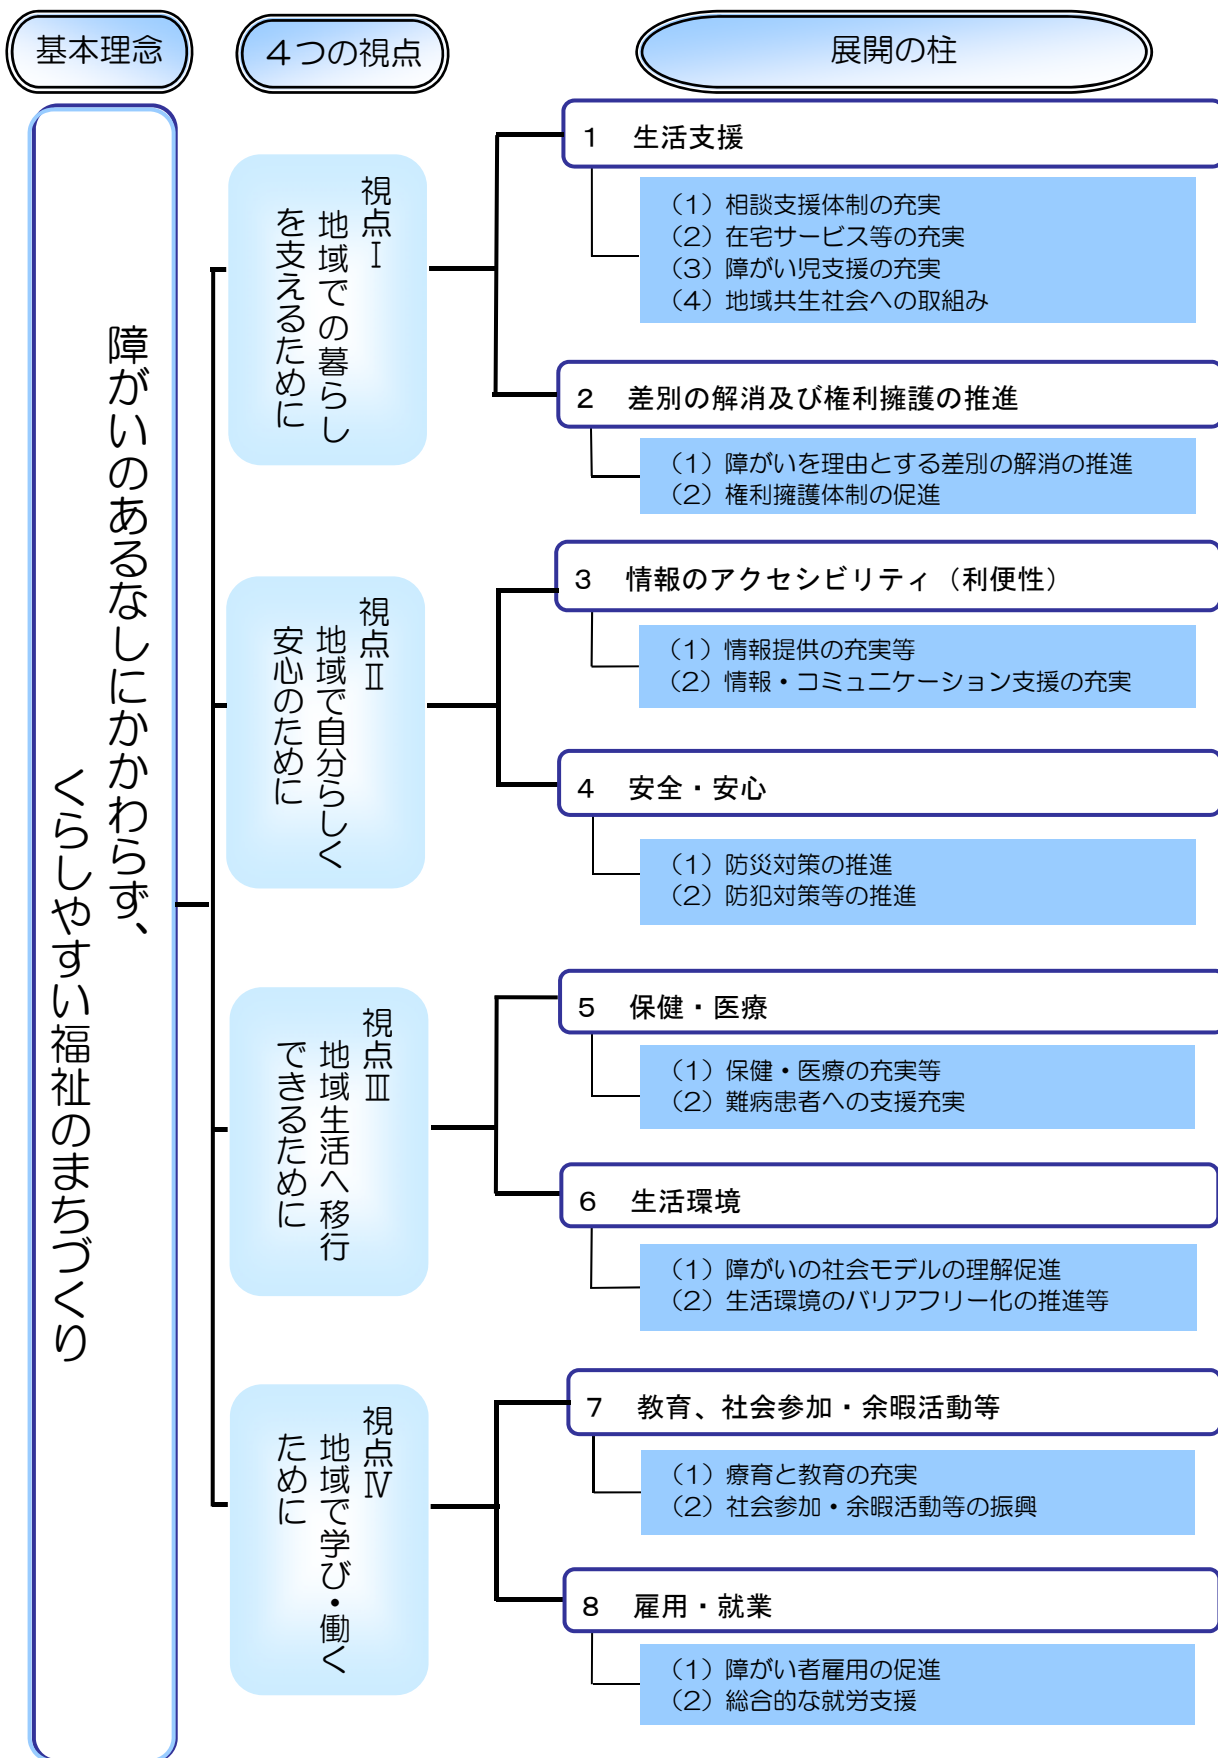 基本理念
4つの視点
展開の柱
障がいのあるなしにかかわらず、
くらしやすい福祉のまちづくり
視点Ⅰ
地域での暮らし
を支えるために
1 生活支援
(1)相談支援体制の充実
(2)在宅サービス等の充実
(3)障がい児支援の充実
(4)地域共生社会への取組み
2 差別の解消及び権利擁護の推進
(1)障がいを理由とする差別の解消の推進
(2)権利擁護体制の促進
視点Ⅱ
地域で自分らしく
安心のために
3 情報のアクセシビリティ(利便性)
(1)情報提供の充実等
(2)情報・コミュニケーション支援の充実
4 安全・安心
(1)防災対策の推進
(2)防犯対策等の推進
視点Ⅲ
地域生活へ移行
できるために
5 保健・医療
(1)保健・医療の充実等
(2)難病患者への支援充実
6 生活環境
(1)障がいの社会モデルの理解促進
(2)生活環境のバリアフリー化の推進等
視点Ⅳ
地域で学び・働く
ために
7 教育、社会参加・余暇活動等
(1)療育と教育の充実
(2)社会参加・余暇活動等の振興
8 雇用・就業
(1)障がい者雇用の促進
(2)総合的な就労支援